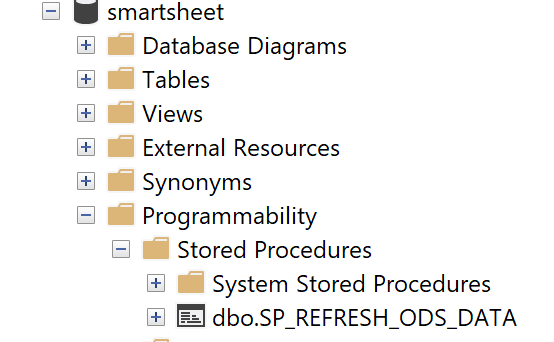 smartsheet
Database Diagrams
Tables
Views
External Resources
Synonyms
Programmability
Stored Procedures
System Stored Procedures
dbo.SP_REFRESH_ODS_DATA